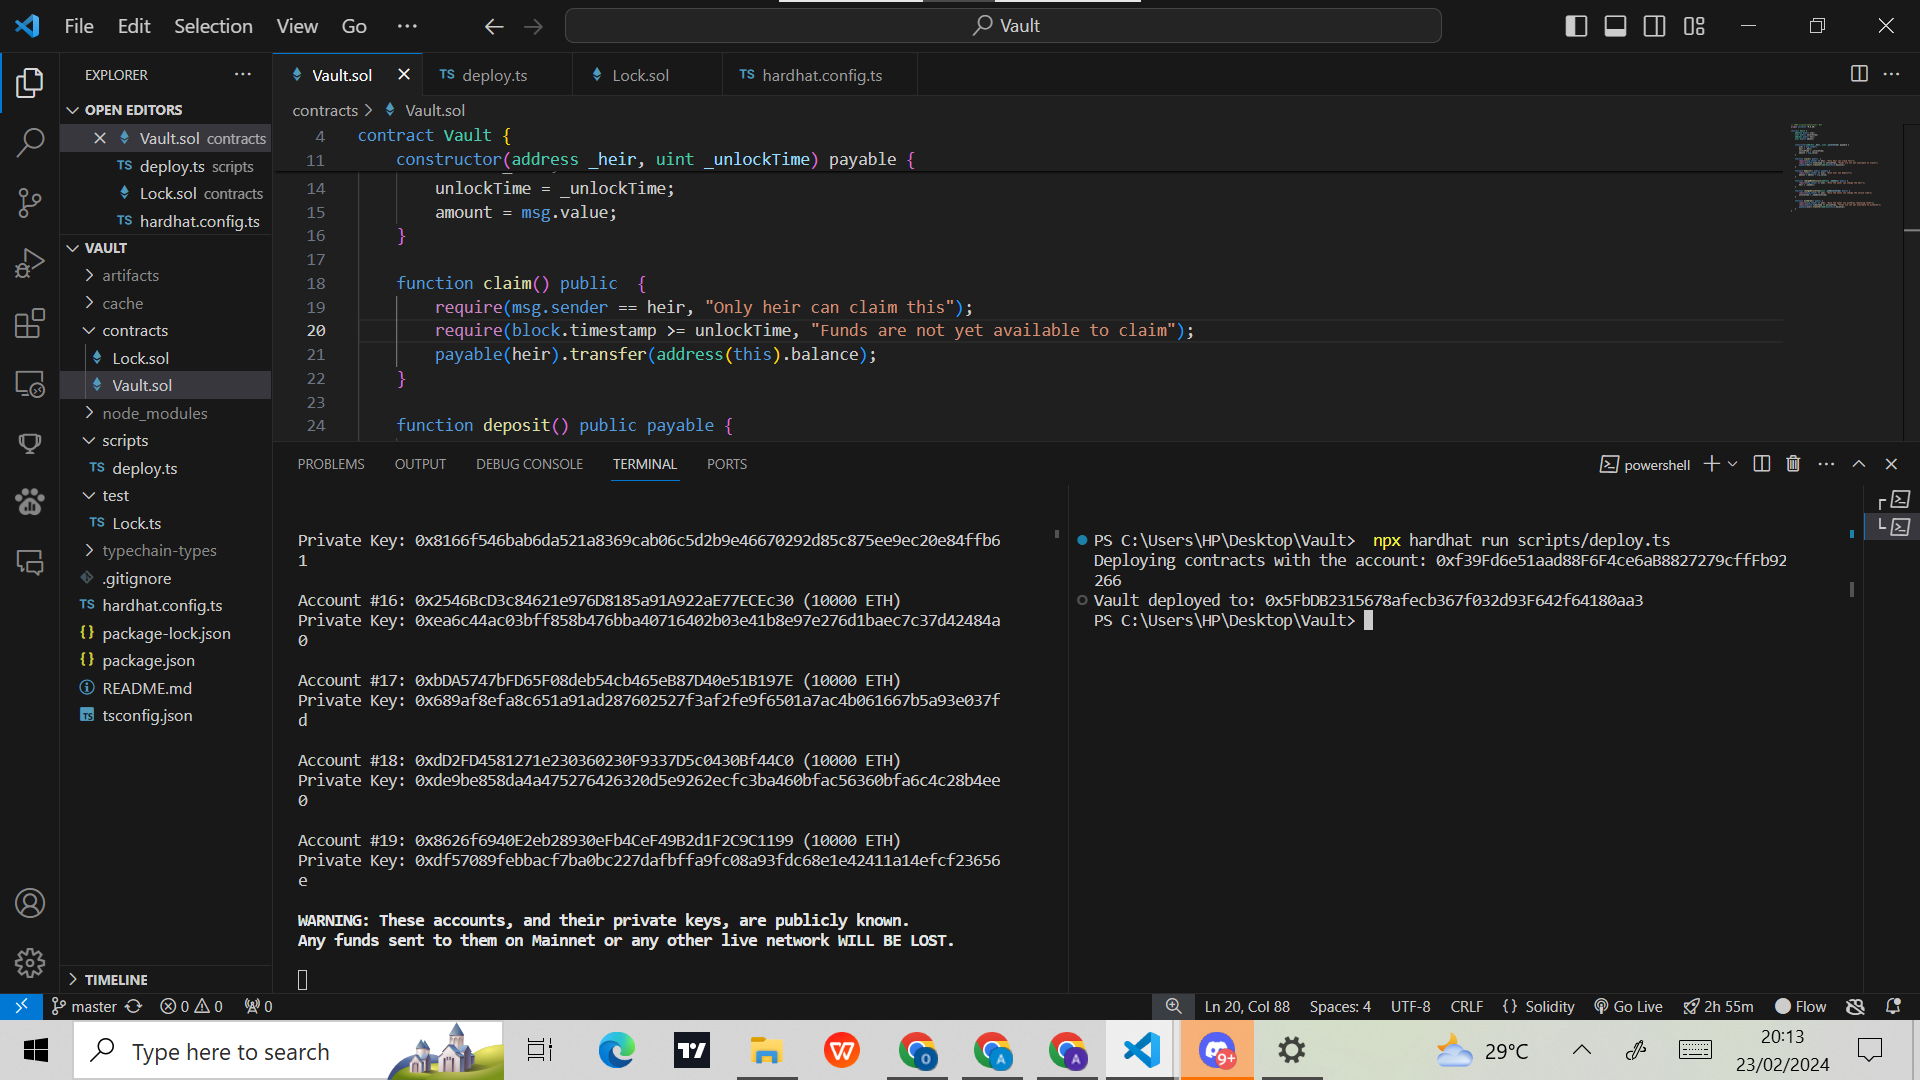 File Edit Selection View Go ···
Vault
EXPLORER
OPEN EDITORS
Vault.sol contracts
deploy.ts scripts
Lock.sol contracts
hardhat.config.ts
VAULT
artifacts
cache
contracts
Lock.sol
Vault.sol
node_modules
scripts
deploy.ts
test
Lock.ts
typechain-types
.gitignore
hardhat.config.ts
package-lock.json
package.json
README.md
tsconfig.json
TIMELINE
Vault.sol TS deploy.ts Lock.sol TS hardhat.config.ts
contracts > Vault.sol
4 contract Vault {
11 constructor(address _heir, uint _unlockTime) payable {
14 unlockTime = _unlockTime;
15 amount = msg.value;
16 }
17
18 function claim() public  {
19 require(msg.sender == heir, "Only heir can claim this");
20 require(block.timestamp >= unlockTime, "Funds are not yet available to claim");
21 payable(heir).transfer(address(this).balance);
22 }
23
24 function deposit() public payable {
PROBLEMS OUTPUT DEBUG CONSOLE TERMINAL PORTS
powershell
Private Key: 0x8166f546bab6da521a8369cab06c5d2b9e46670292d85c875ee9ec20e84ffb6
1
Account #16: 0x2546BcD3c84621e976D8185a91A922aE77ECEc30 (10000 ETH)
Private Key: 0xea6c44ac03bff858b476bba40716402b03e41b8e97e276d1baec7c37d42484a
0
Account #17: 0xbDA5747bFD65F08deb54cb465eB87D40e51B197E (10000 ETH)
Private Key: 0x689af8efa8c651a91ad287602527f3af2fe9f6501a7ac4b061667b5a93e037f
d
Account #18: 0xdD2FD4581271e230360230F9337D5c0430Bf44C0 (10000 ETH)
Private Key: 0xde9be858da4a475276426320d5e9262ecfc3ba460bfac56360bfa6c4c28b4ee
0
Account #19: 0x8626f6940E2eb28930eFb4CeF49B2d1F2C9C1199 (10000 ETH)
Private Key: 0xdf57089febbacf7ba0bc227dafbffa9fc08a93fdc68e1e42411a14efcf23656
e
WARNING: These accounts, and their private keys, are publicly known.
Any funds sent to them on Mainnet or any other live network WILL BE LOST.
PS C:\Users\HP\Desktop\Vault>  npx hardhat run scripts/deploy.ts
Deploying contracts with the account: 0xf39Fd6e51aad88F6F4ce6aB8827279cffFb92
266
Vault deployed to: 0x5FbDB2315678afecb367f032d93F642f64180aa3
PS C:\Users\HP\Desktop\Vault>
master 0 0 0
Ln 20, Col 88 Spaces: 4 UTF-8 CRLF {} Solidity Go Live 2h 55m Flow
Type here to search
29°C
20:13
23/02/2024